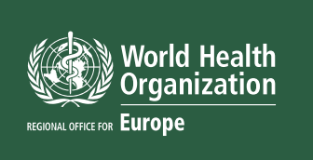 World Health
Organization
REGIONAL OFFICE FOR Europe